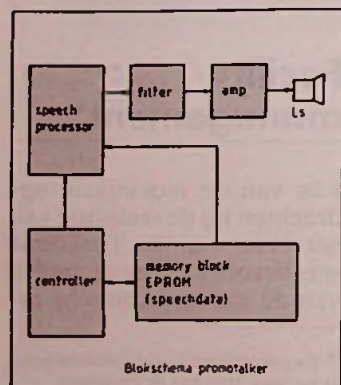 filter
amp
Ls
speech
processor
controller
memory block
EPROM
(speechdata)
Blokschema promotalker